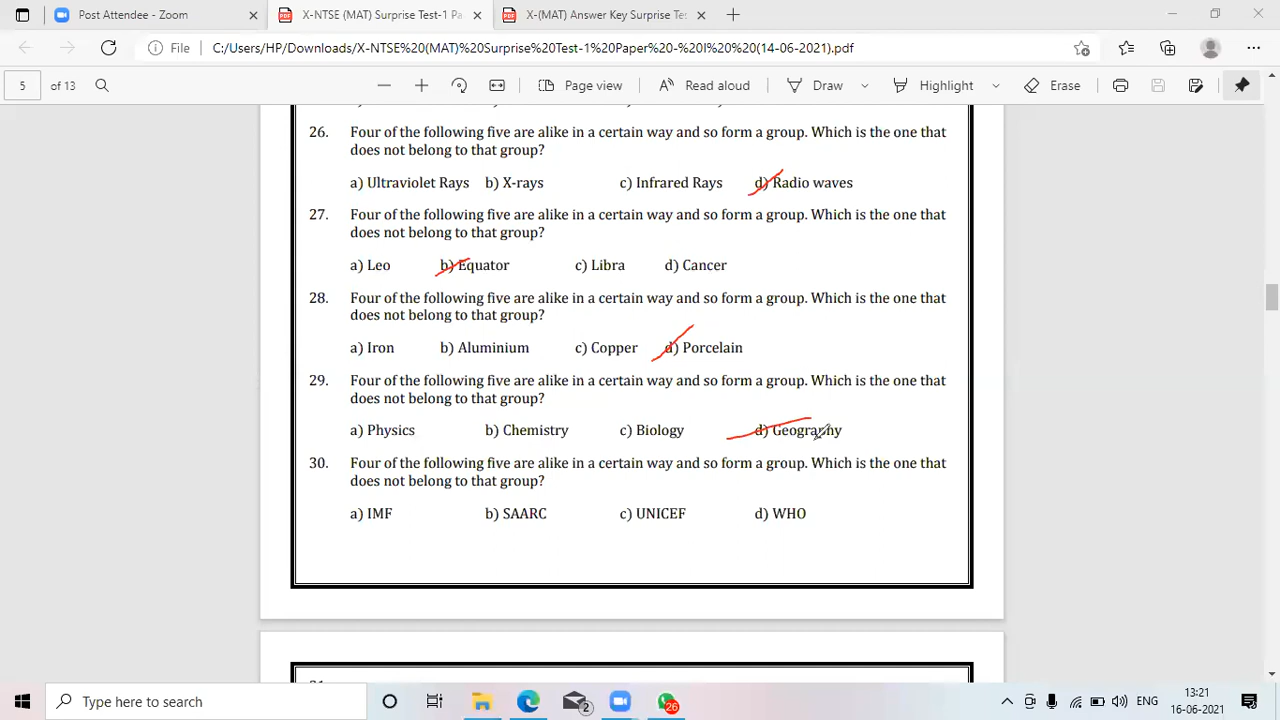 Post Attendee - Zoom
X-NTSE (MAT) Surprise Test-1 Pa
X-(MAT) Answer Key Surprise Tes
File
C:/Users/HP/Downloads/X-NTSE%20(MAT)%20Surprise%20Test-1%20Paper%20-%20I%20%20(14-06-2021).pdf
5 of 13
Page view
Read aloud
Draw
Highlight
Erase
26. Four of the following five are alike in a certain way and so form a group. Which is the one that
does not belong to that group?
a) Ultraviolet Rays b) X-rays c) Infrared Rays d) Radio waves
27. Four of the following five are alike in a certain way and so form a group. Which is the one that
does not belong to that group?
a) Leo b) Equator c) Libra d) Cancer
28. Four of the following five are alike in a certain way and so form a group. Which is the one that
does not belong to that group?
a) Iron b) Aluminium c) Copper d) Porcelain
29. Four of the following five are alike in a certain way and so form a group. Which is the one that
does not belong to that group?
a) Physics b) Chemistry c) Biology d) Geography
30. Four of the following five are alike in a certain way and so form a group. Which is the one that
does not belong to that group?
a) IMF b) SAARC c) UNICEF d) WHO
Type here to search
2
26
ENG
13:21
16-06-2021